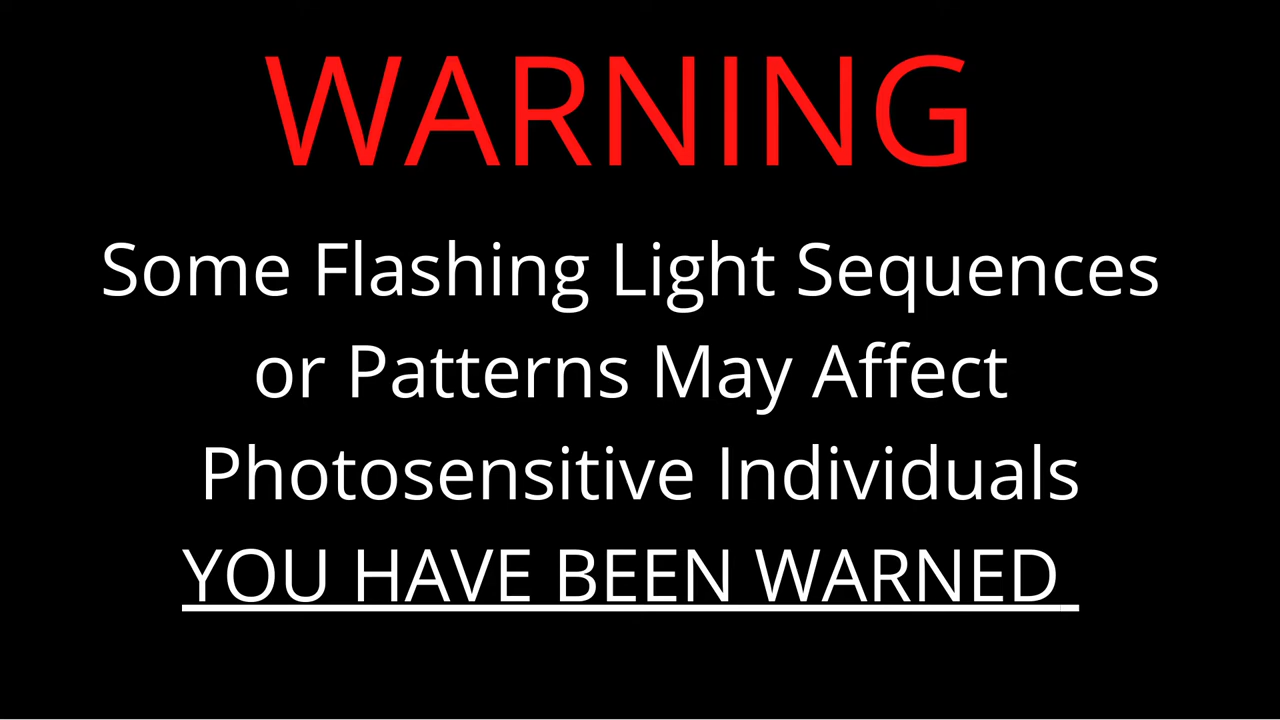 WARNING
Some Flashing Light Sequences
or Patterns May Affect
Photosensitive Individuals
YOU HAVE BEEN WARNED